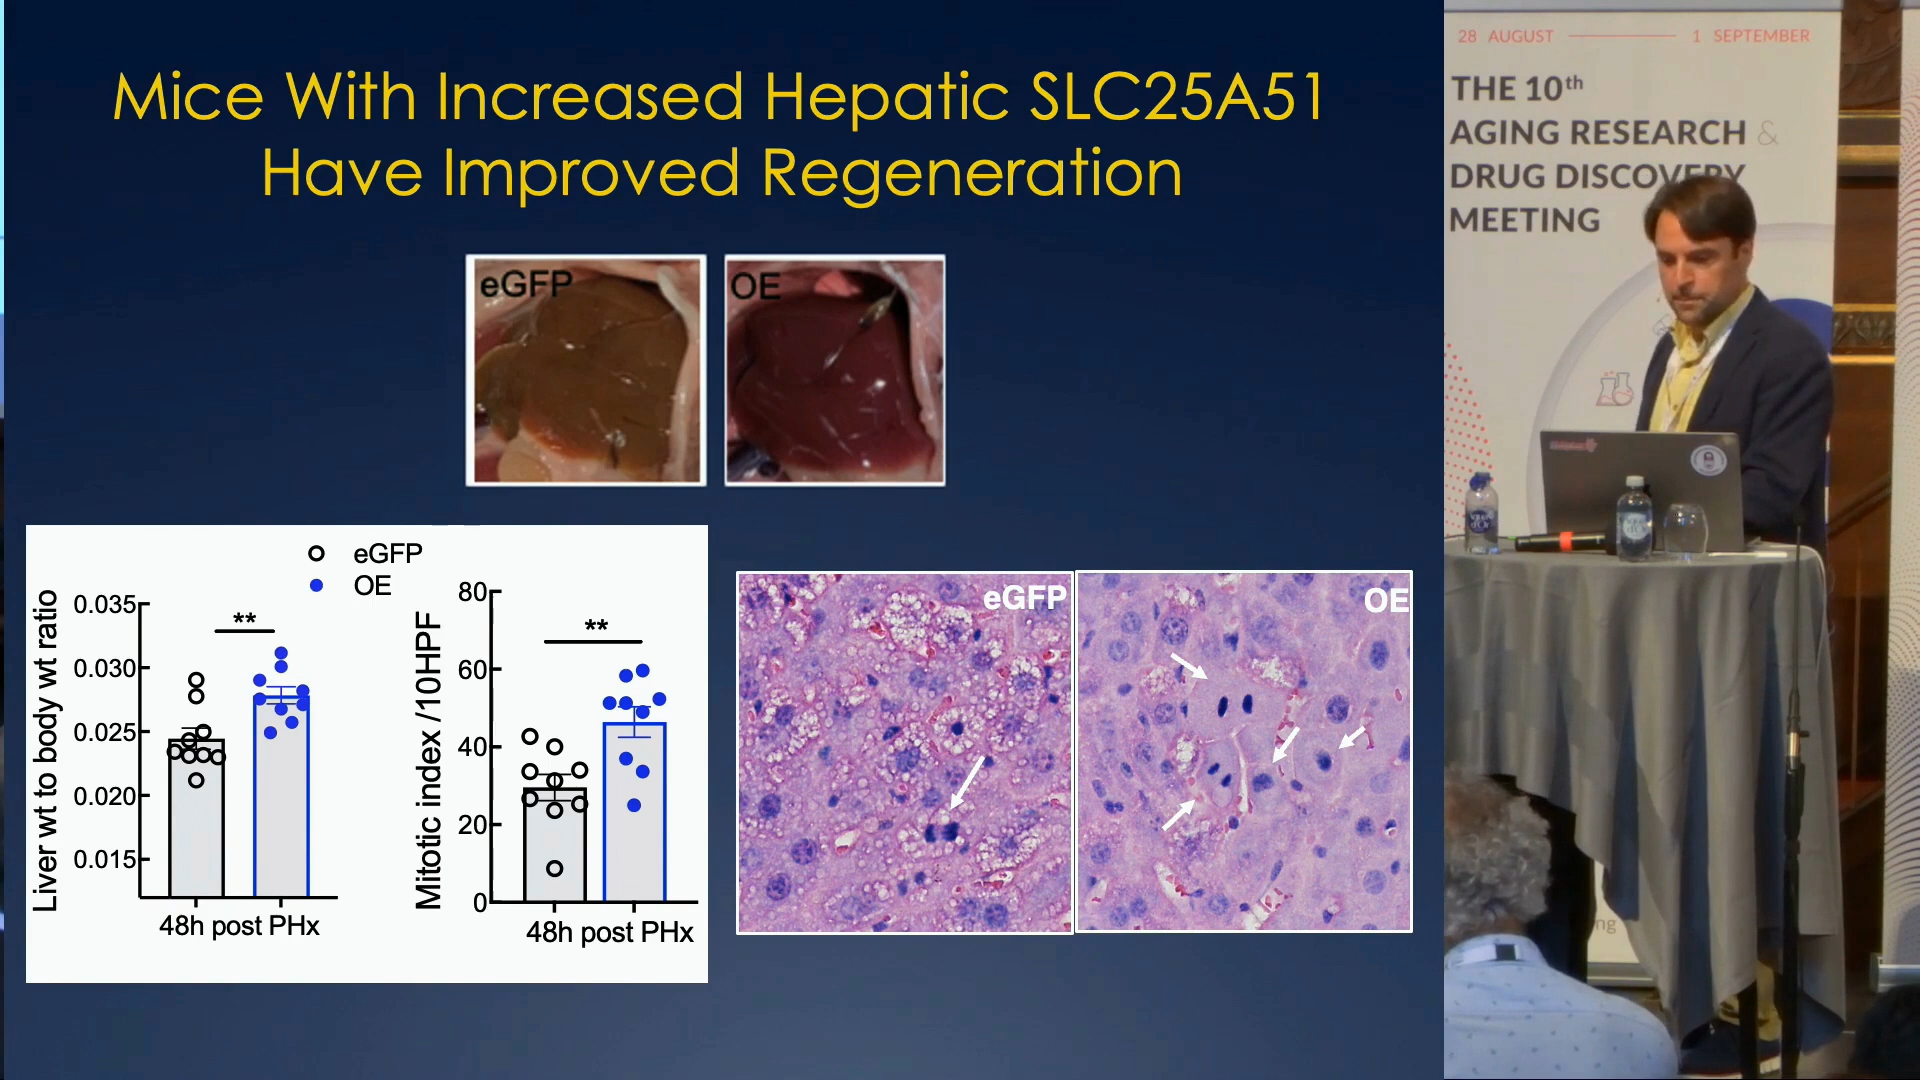 Mice With Increased Hepatic SLC25A51
Have Improved Regeneration
eGFP
OE
eGFP
OE
Liver wt to body wt ratio
0.035
0.030
0.025
0.020
0.015
**
48h post PHx
Mitotic index /10HPF
80
60
40
20
0
**
48h post PHx
eGFP
OE
28 AUGUST
1 SEPTEMBER
THE 10th
AGING RESEARCH &
DRUG DISCOVERY
MEETING